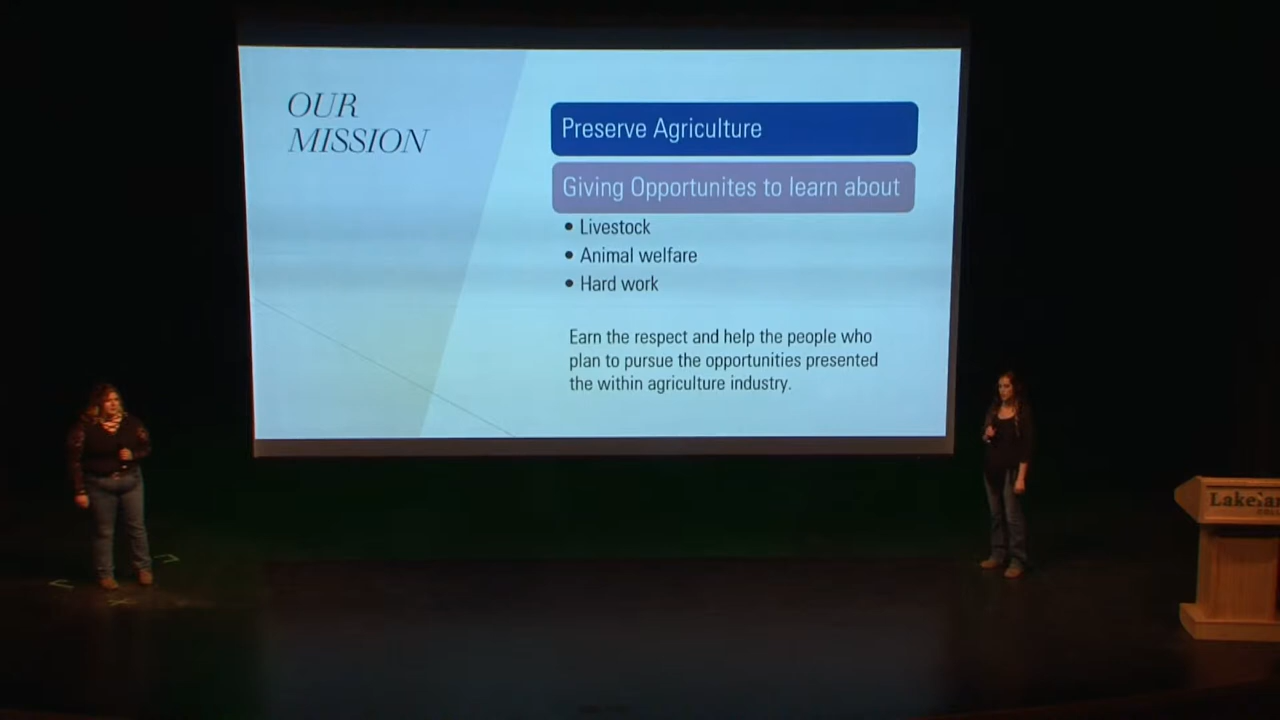 OUR
MISSION
Preserve Agriculture
Giving Opportunites to learn about
• Livestock
• Animal welfare
• Hard work
Earn the respect and help the people who
plan to pursue the opportunities presented
the within agriculture industry.